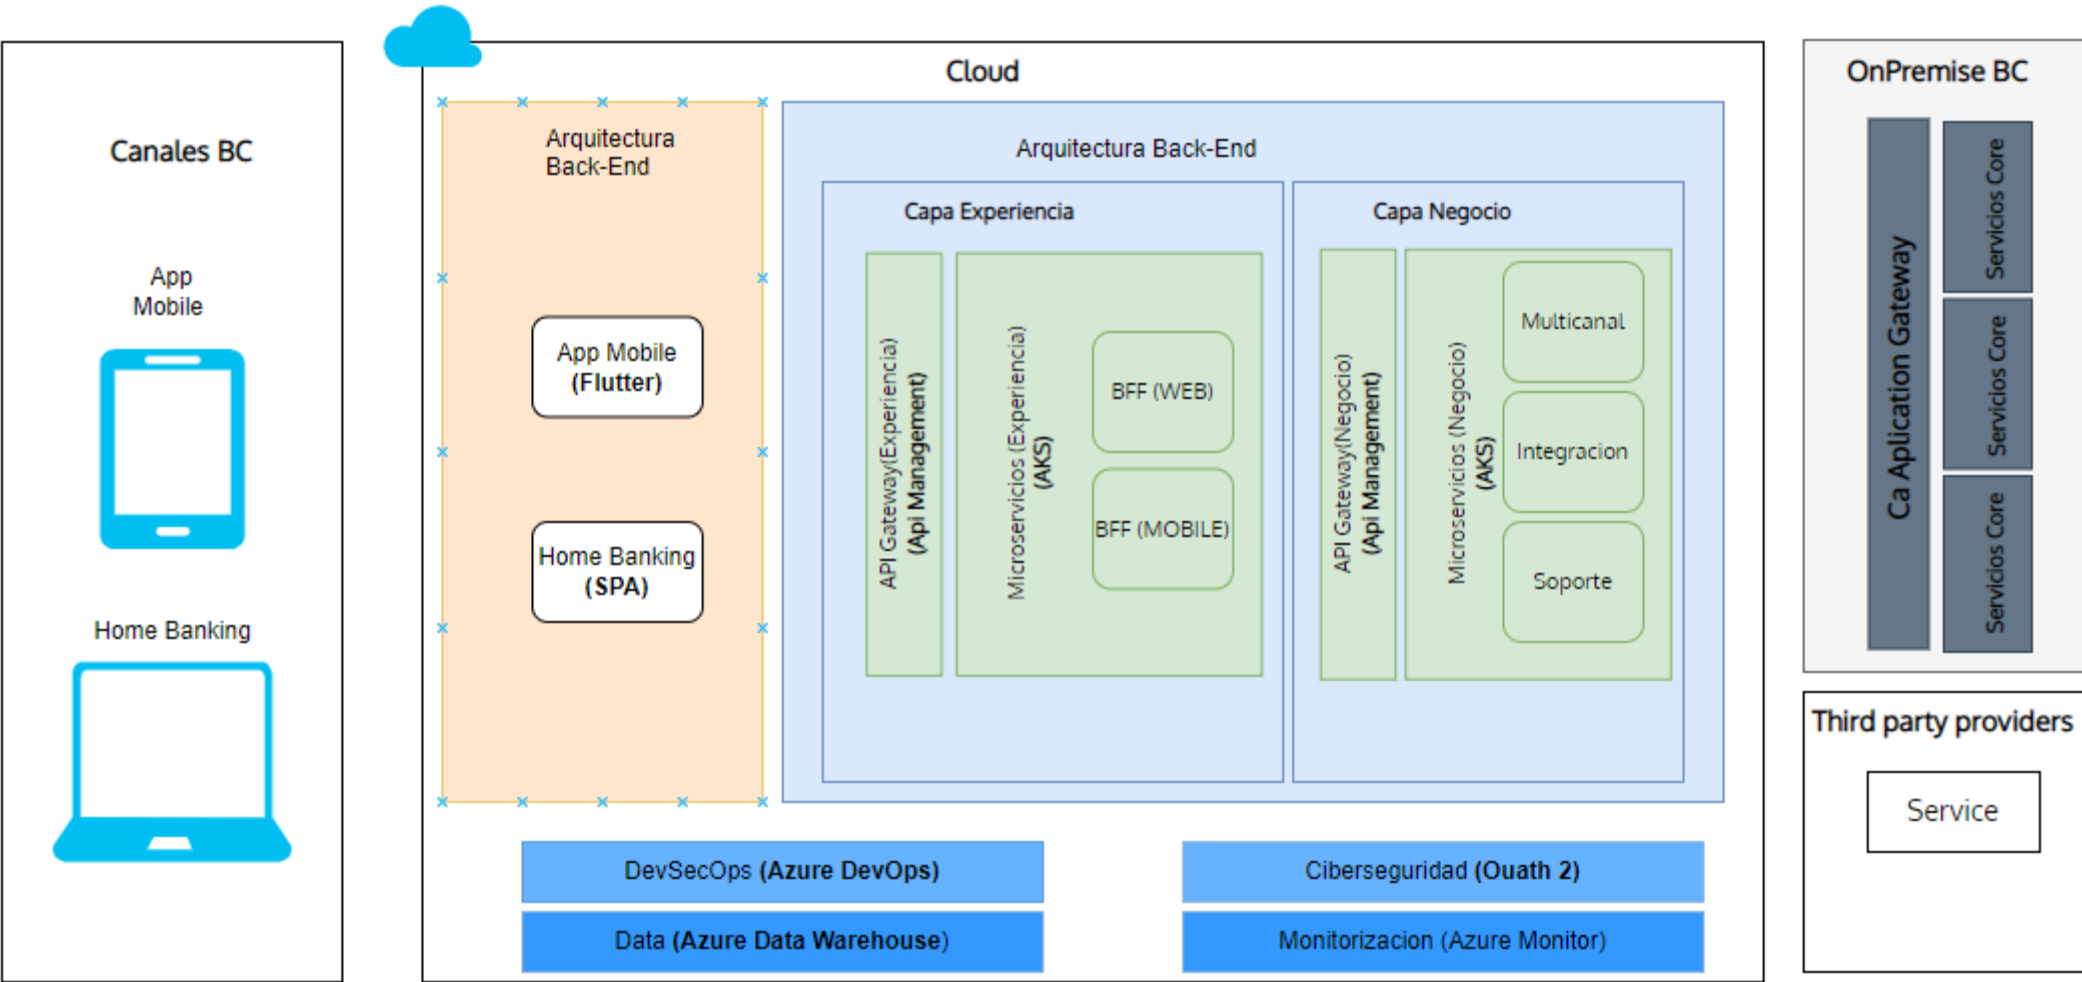 Canales BC
App
Mobile
Home Banking
Cloud
Arquitectura
Back-End
App Mobile
(Flutter)
Home Banking
(SPA)
Arquitectura Back-End
Capa Experiencia
API Gateway(Experiencia)
(Api Management)
Microservicios (Experiencia)
(AKS)
BFF (WEB)
BFF (MOBILE)
Capa Negocio
API Gateway(Negocio)
(Api Management)
Microservicios (Negocio)
(AKS)
Multicanal
Integracion
Soporte
DevSecOps (Azure DevOps)
Ciberseguridad (Ouath 2)
Data (Azure Data Warehouse)
Monitorizacion (Azure Monitor)
OnPremise BC
Ca Aplication Gateway
Servicios Core
Servicios Core
Servicios Core
Third party providers
Service